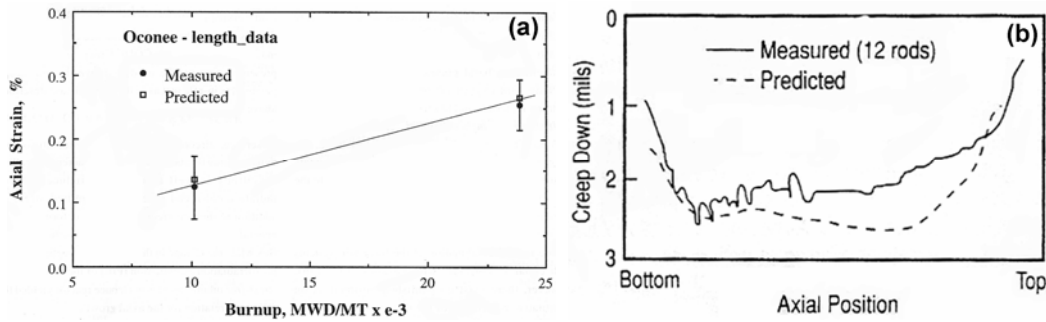 Oconee - length_data
(a)
Measured
Predicted
0.4
0.3
0.2
0.1
0.0
Axial Strain, %
5
10
15
20
25
Burnup, MWD/MT x e-3
(b)
Measured (12 rods)
Predicted
0
1
2
3
Creep Down (mils)
Bottom
Top
Axial Position